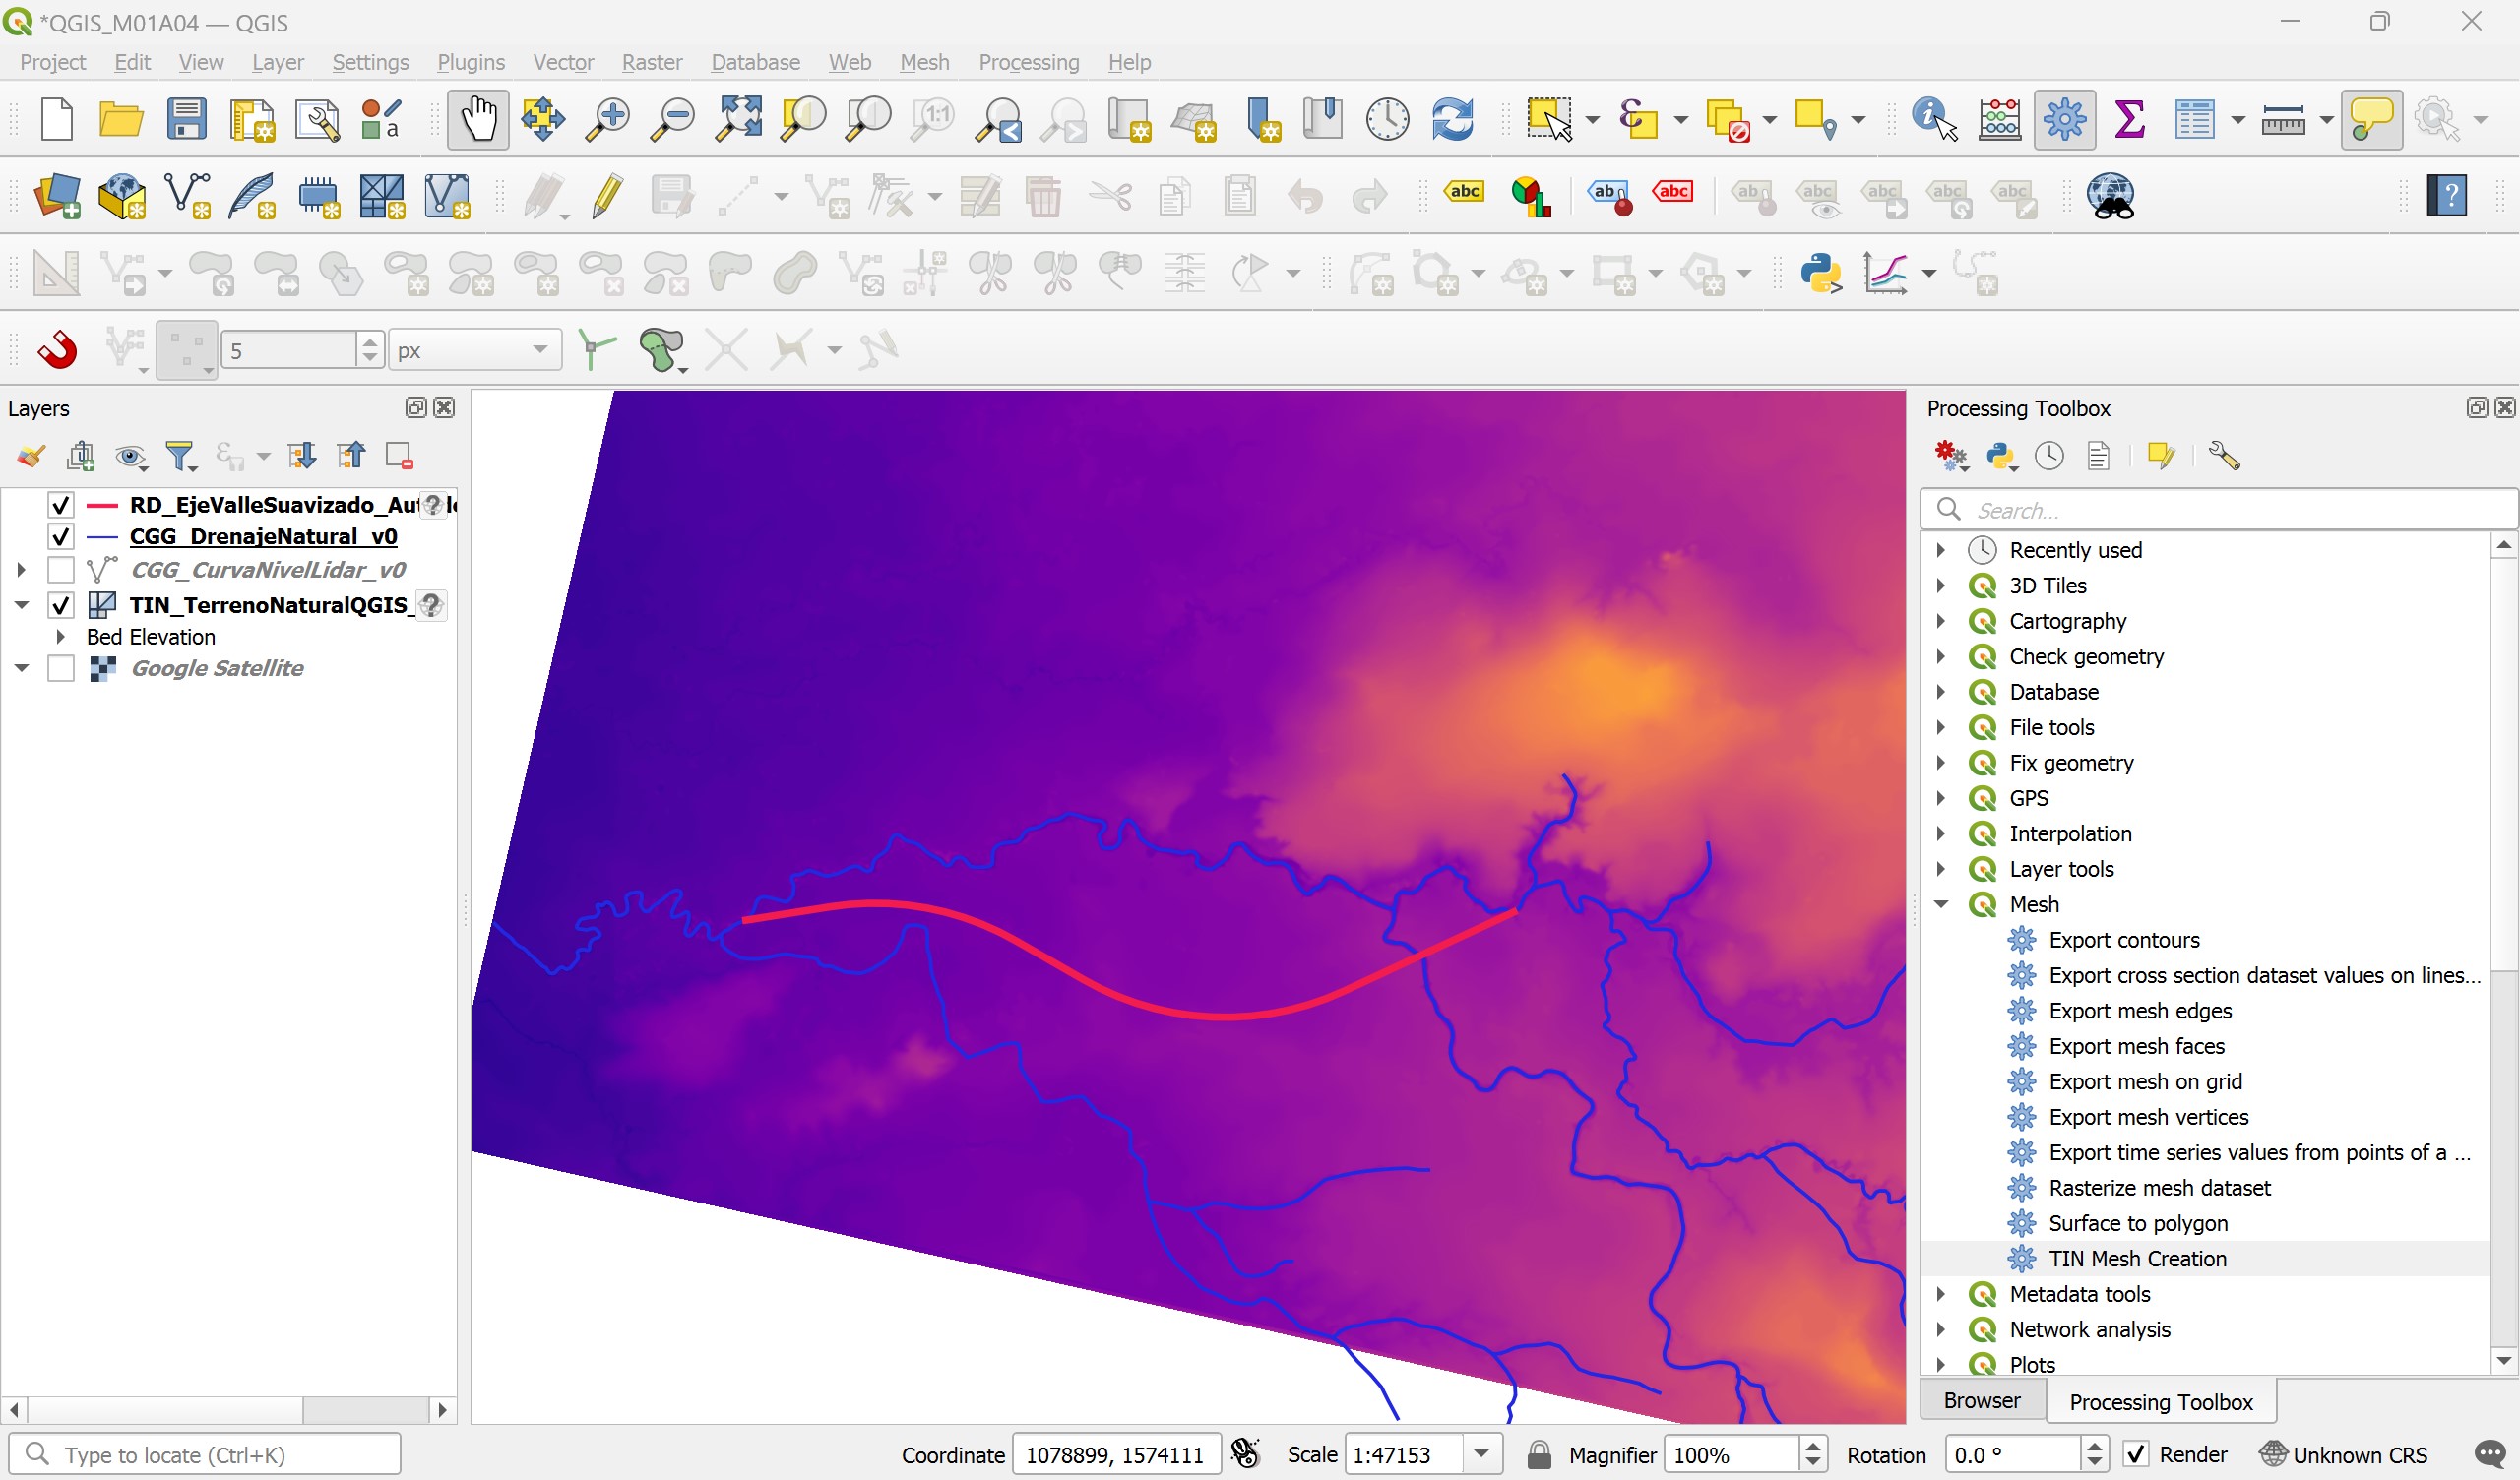 *QGIS_M01A04 — QGIS
Project Edit View Layer Settings Plugins Vector Raster Database Web Mesh Processing Help
5 px
Layers
RD_EjeValleSuavizado_Aut
CGG_DrenajeNatural_v0
CGG_CurvaNivelLidar_v0
TIN_TerrenoNaturalQGIS_
Bed Elevation
Google Satellite
Processing Toolbox
Search...
Recently used
3D Tiles
Cartography
Check geometry
Database
File tools
Fix geometry
GPS
Interpolation
Layer tools
Mesh
Export contours
Export cross section dataset values on lines...
Export mesh edges
Export mesh faces
Export mesh on grid
Export mesh vertices
Export time series values from points of a ...
Rasterize mesh dataset
Surface to polygon
TIN Mesh Creation
Metadata tools
Network analysis
Plots
Browser Processing Toolbox
Type to locate (Ctrl+K) Coordinate 1078899, 1574111 Scale 1:47153 Magnifier 100% Rotation 0.0 ° Render Unknown CRS